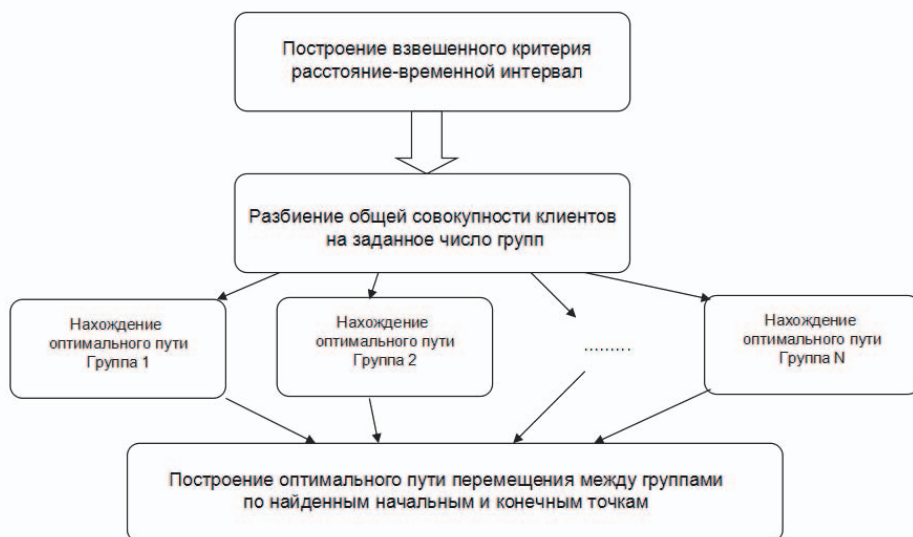 Построение взвешенного критерия
расстояние-временной интервал
Разбиение общей совокупности клиентов
на заданное число групп
Нахождение
оптимального пути
Группа 1
Нахождение
оптимального пути
Группа 2
.........
Нахождение
оптимального пути
Группа N
Построение оптимального пути перемещения между группами
по найденным начальным и конечным точкам